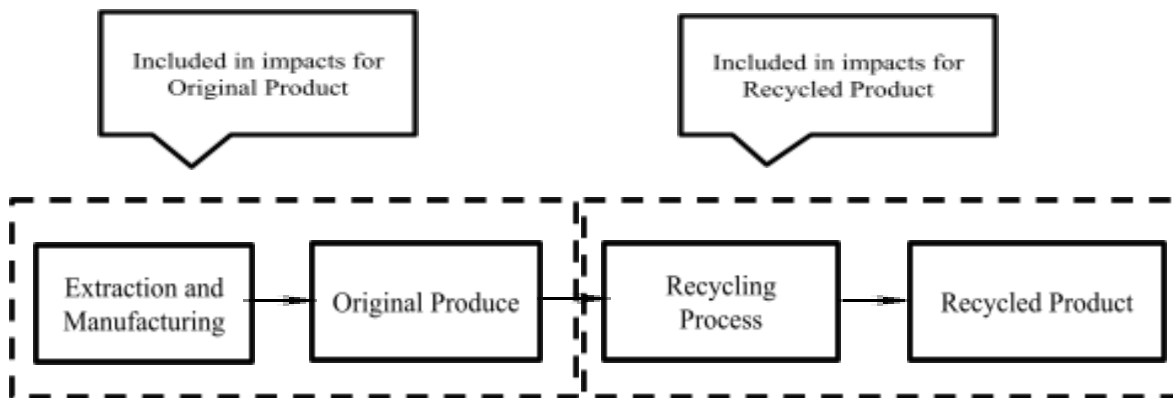 Included in impacts for
Original Product
Included in impacts for
Recycled Product
Extraction and
Manufacturing
Original Produce
Recycling
Process
Recycled Product